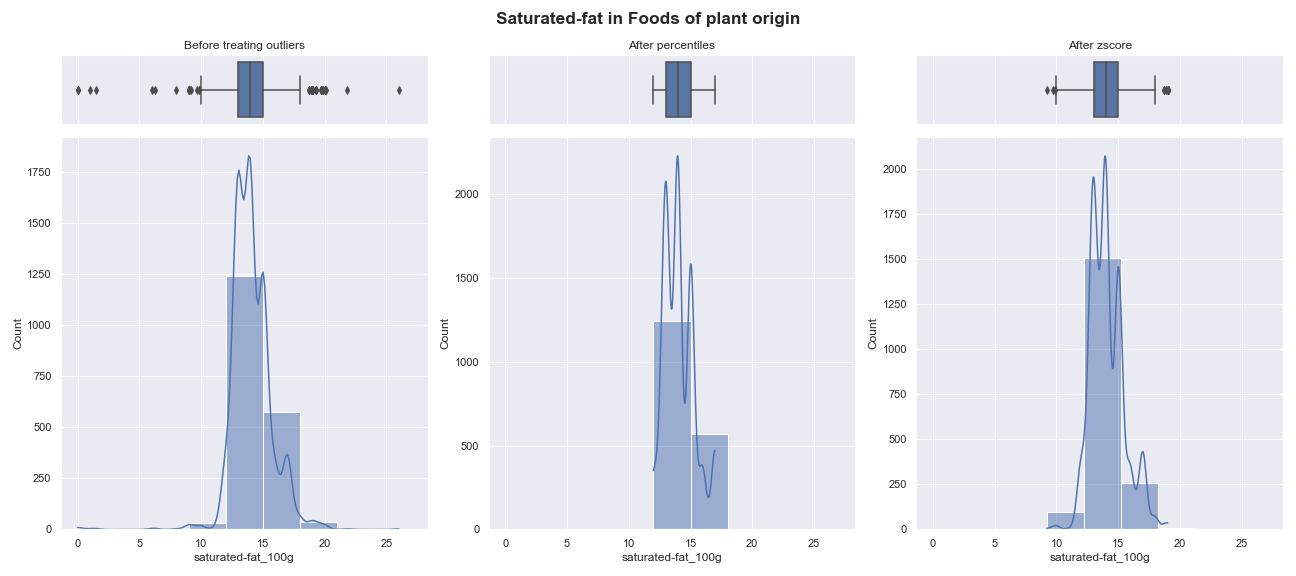 Saturated-fat in Foods of plant origin
Before treating outliers
After percentiles
After zscore
1750
1500
1250
1000
750
500
250
0
Count
0 5 10 15 20 25
saturated-fat_100g
2000
1500
1000
500
0
Count
0 5 10 15 20 25
saturated-fat_100g
2000
1750
1500
1250
1000
750
500
250
0
Count
0 5 10 15 20 25
saturated-fat_100g